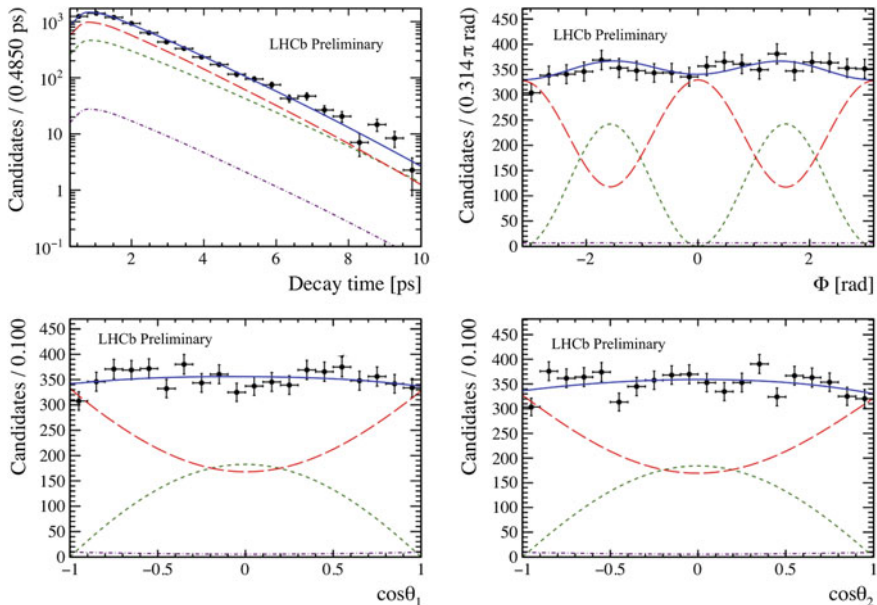 Candidates / (0.4850 ps)
10³
10²
10
1
10⁻¹
LHCb Preliminary
2 4 6 8 10
Decay time [ps]
Candidates / (0.314 π rad)
450
400
350
300
250
200
150
100
50
0
LHCb Preliminary
−2 0 2
Φ [rad]
Candidates / 0.100
450
400
350
300
250
200
150
100
50
0
LHCb Preliminary
−1 −0.5 0 0.5 1
cosθ₁
Candidates / 0.100
450
400
350
300
250
200
150
100
50
0
LHCb Preliminary
−1 −0.5 0 0.5 1
cosθ₂